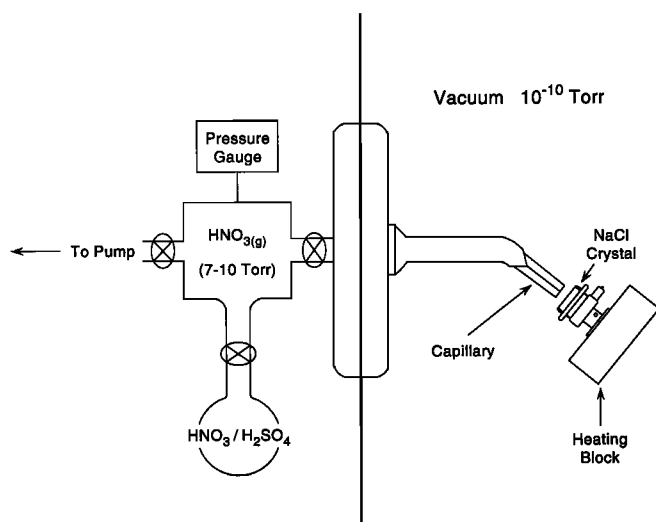 Vacuum 10⁻¹⁰ Torr
Pressure
Gauge
HNO₃(g)
(7-10 Torr)
To Pump
NaCl
Crystal
Capillary
HNO₃ / H₂SO₄
Heating
Block